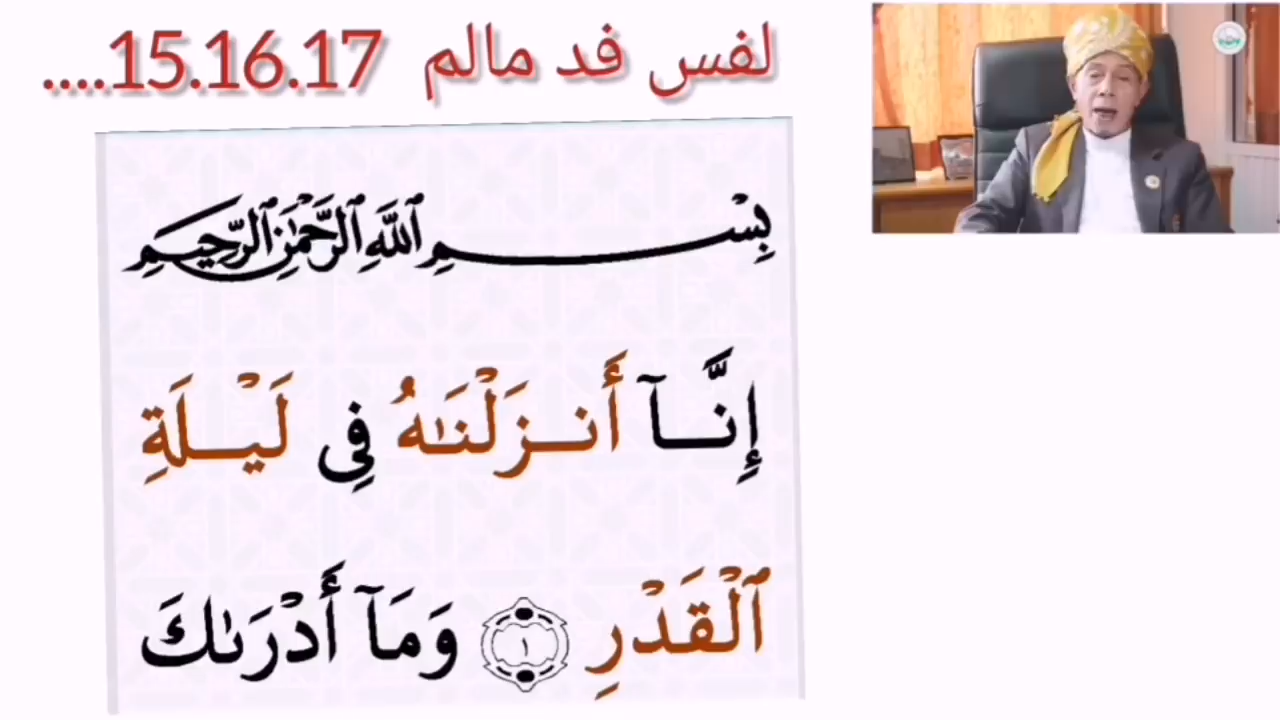 لفس فد مالم 15.16.17....
بِسْمِ ٱللَّهِ ٱلرَّحْمَٰنِ ٱلرَّحِيمِ
إِنَّآ أَنزَلْنَٰهُ فِى لَيْلَةِ
ٱلْقَدْرِ ١ وَمَآ أَدْرَىٰكَ